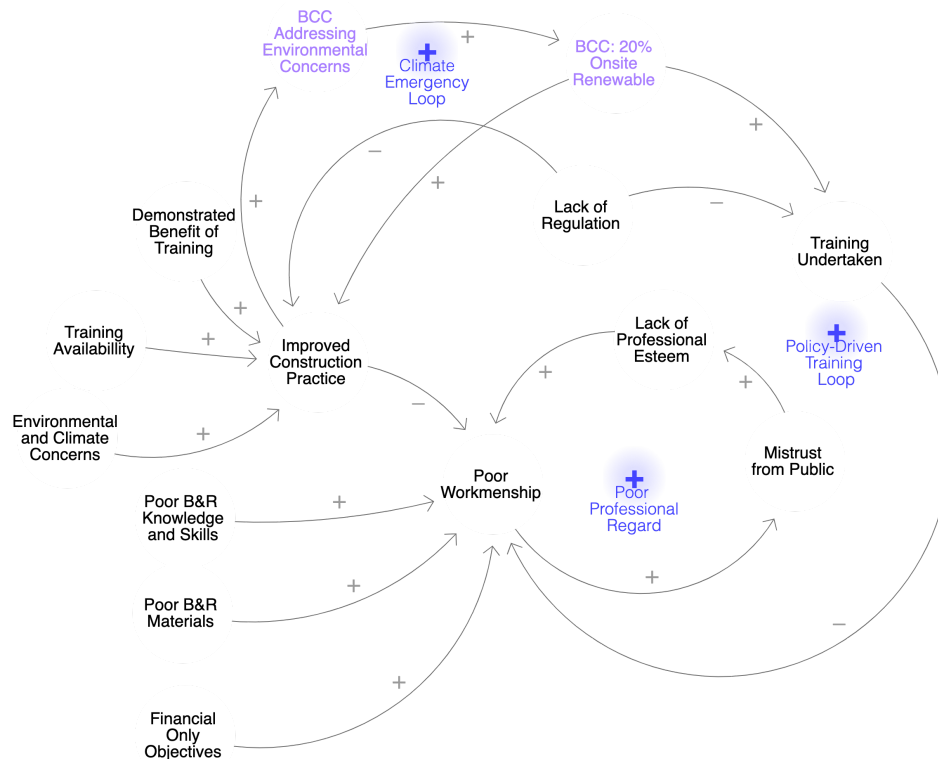 BCC
Addressing
Environmental
Concerns
+
+
Climate
Emergency
Loop
BCC: 20%
Onsite
Renewable
+
−
+
+
Demonstrated
Benefit of
Training
Lack of
Regulation
−
Training
Undertaken
+
Training
Availabillity
+
Improved
Construction
Practice
Lack of
Professional
Esteem
+
Policy-Driven
Training
Loop
+
+
−
Environmental
and Climate
Concerns
+
Mistrust
from Public
Poor
Workmenship
+
Poor
Professional
Regard
Poor B&R
Knowledge
and Skills
+
Poor B&R
Materials
+
+
−
Financial
Only
Objectives
+